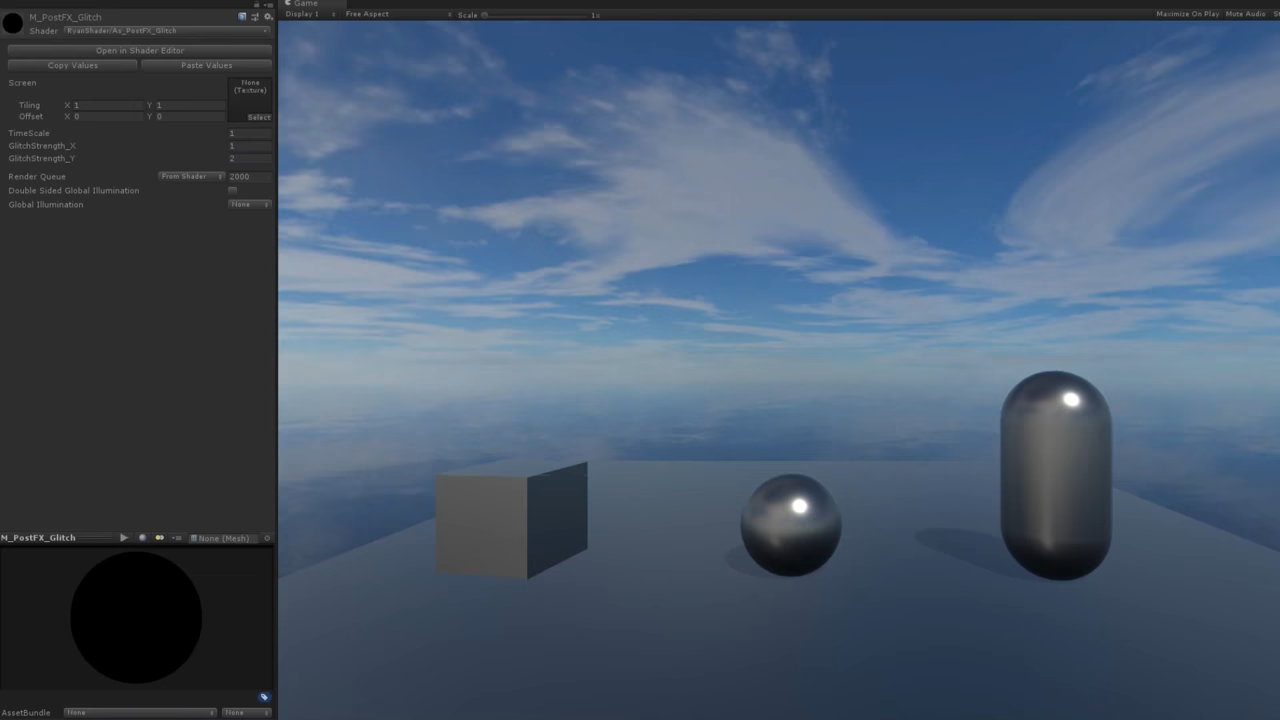 M_PostFX_Glitch
Shader RyanShader/As_PostFX_Glitch
Open in Shader Editor
Copy Values Paste Values
Screen
None
(Texture)
Tiling X 1 Y 1
Offset X 0 Y 0
Select
TimeScale 1
GlitchStrength_X 1
GlitchStrength_Y 2
Render Queue From Shader 2000
Double Sided Global Illumination
Global Illumination None
M_PostFX_Glitch None (Mesh)
AssetBundle None None
Game
Display 1 Free Aspect Scale 1x Maximize On Play Mute Audio St